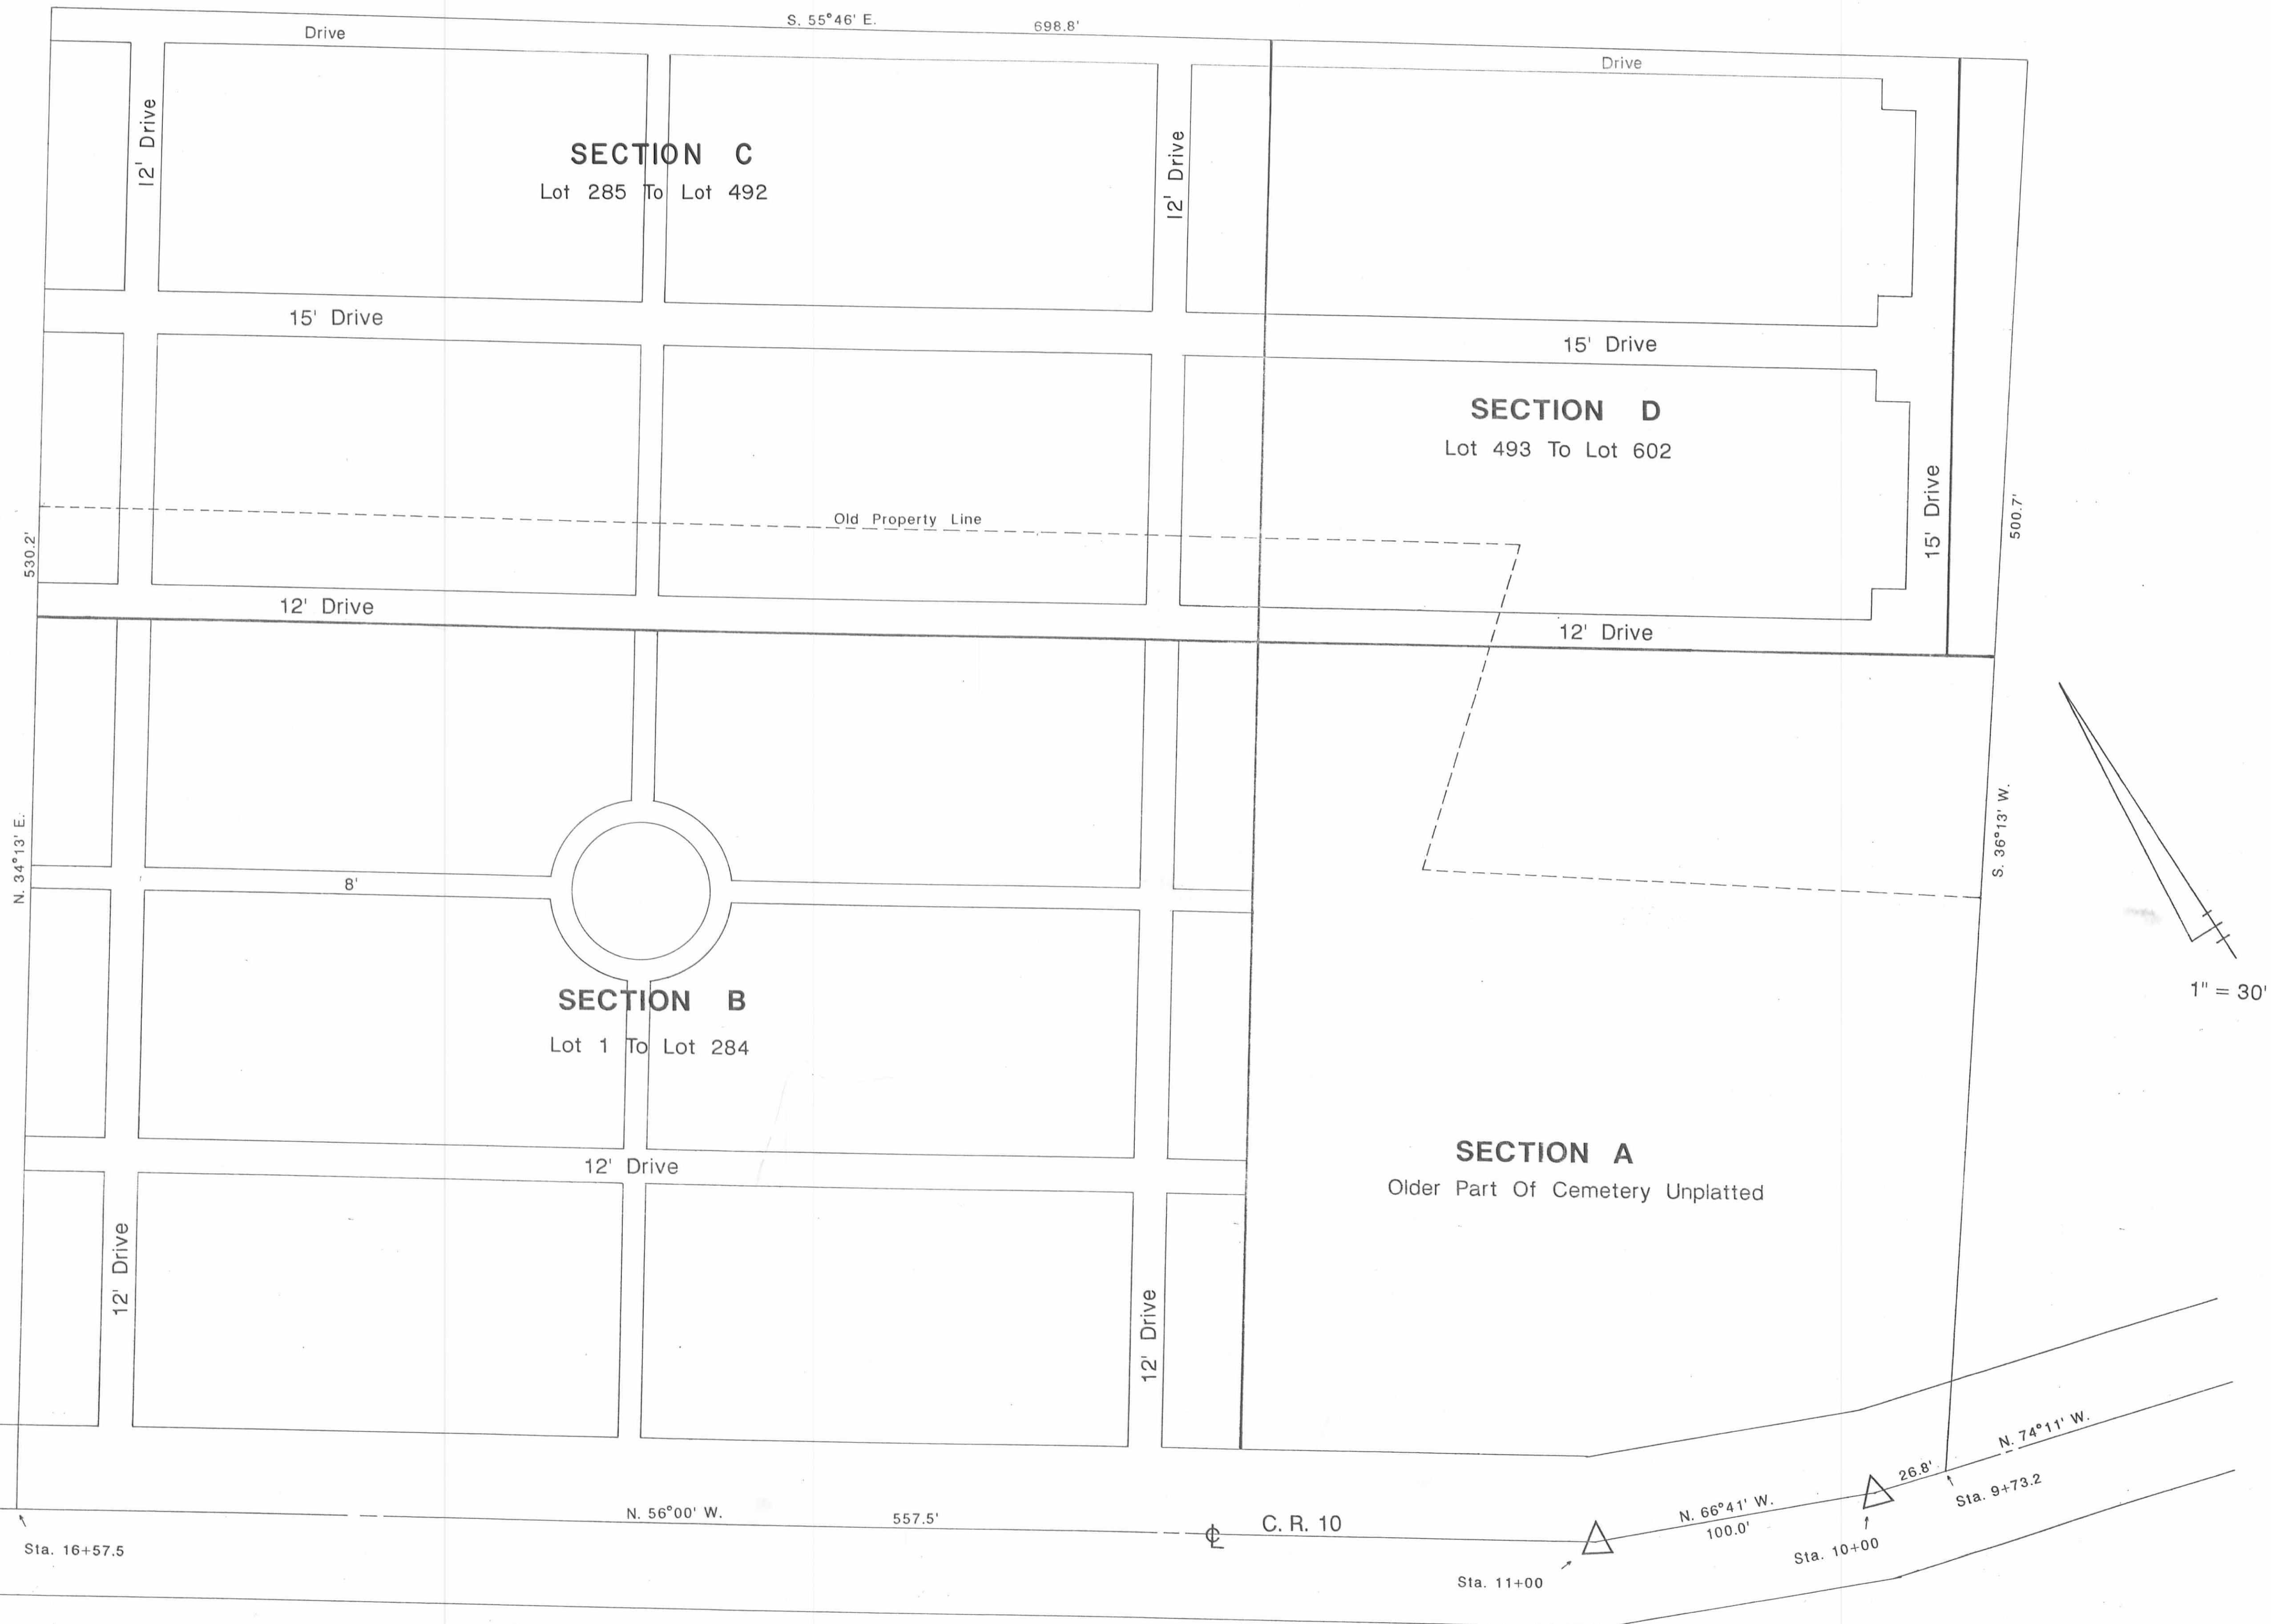 S. 55°46' E.
698.8'
Drive
Drive
12' Drive
12' Drive
SECTION C
Lot 285 To Lot 492
15' Drive
15' Drive
SECTION D
Lot 493 To Lot 602
15' Drive
500.7'
Old Property Line
530.2'
12' Drive
12' Drive
N. 34°13' E.
S. 36°13' W.
8'
1" = 30'
SECTION B
Lot 1 To Lot 284
SECTION A
Older Part Of Cemetery Unplatted
12' Drive
12' Drive
12' Drive
N. 74°11' W.
26.8'
Sta. 9+73.2
N. 66°41' W.
100.0'
N. 56°00' W.
557.5'
℄
C. R. 10
Sta. 10+00
Sta. 16+57.5
Sta. 11+00